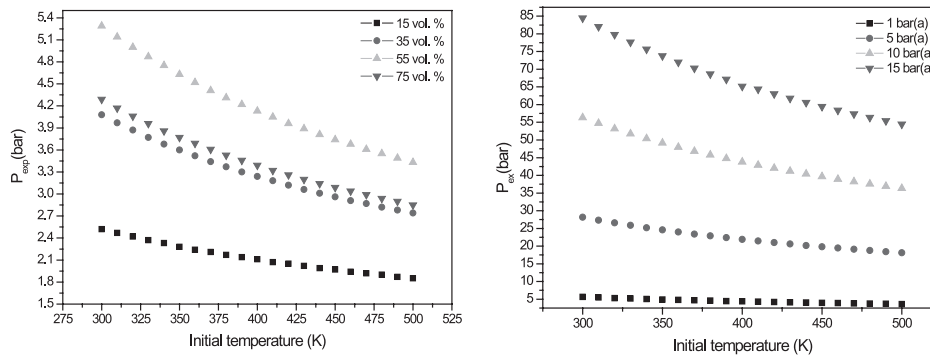 5,4
5,1
4,8
4,5
4,2
3,9
3,6
3,3
3,0
2,7
2,4
2,1
1,8
1,5
P_exp(bar)
15 vol. %
35 vol. %
55 vol. %
75 vol. %
275 300 325 350 375 400 425 450 475 500 525
Initial temperature (K)
85
80
75
70
65
60
55
50
45
40
35
30
25
20
15
10
5
P_ex(bar)
1 bar(a)
5 bar(a)
10 bar(a
15 bar(a
300 350 400 450 500
Initial temperature (K)